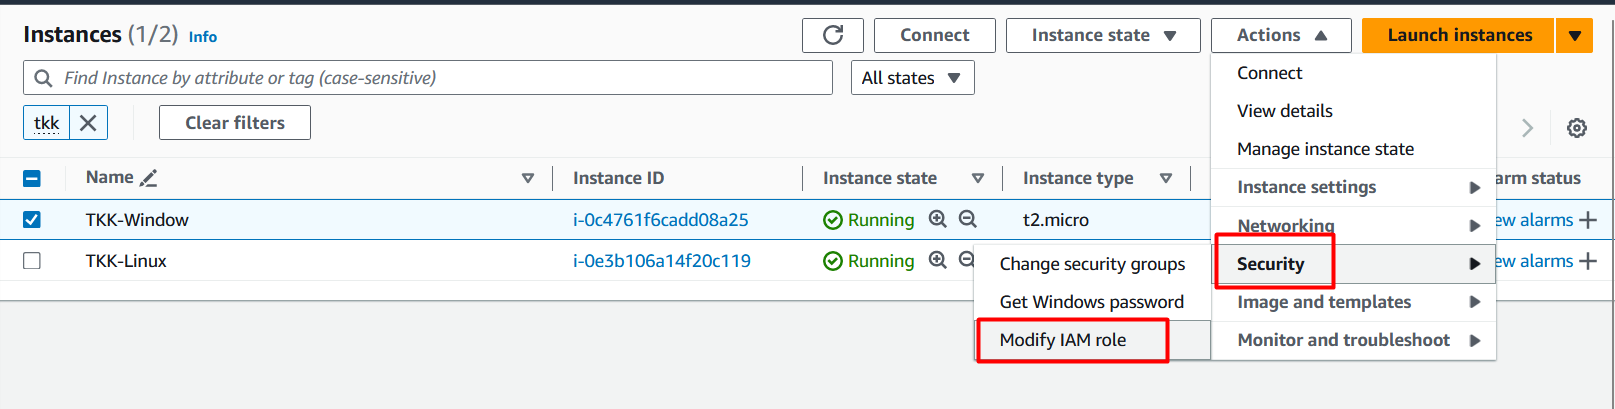 Instances (1/2) Info
Connect
Instance state
Actions
Launch instances
Find Instance by attribute or tag (case-sensitive)
All states
tkk
Clear filters
Connect
View details
Manage instance state
Instance settings
Networking
Security
Image and templates
Monitor and troubleshoot
Change security groups
Get Windows password
Modify IAM role
Name Instance ID Instance state Instance type status
TKK-Window i-0c4761f6cadd08a25 Running t2.micro alarms
TKK-Linux i-0e3b106a14f20c119 Running alarms